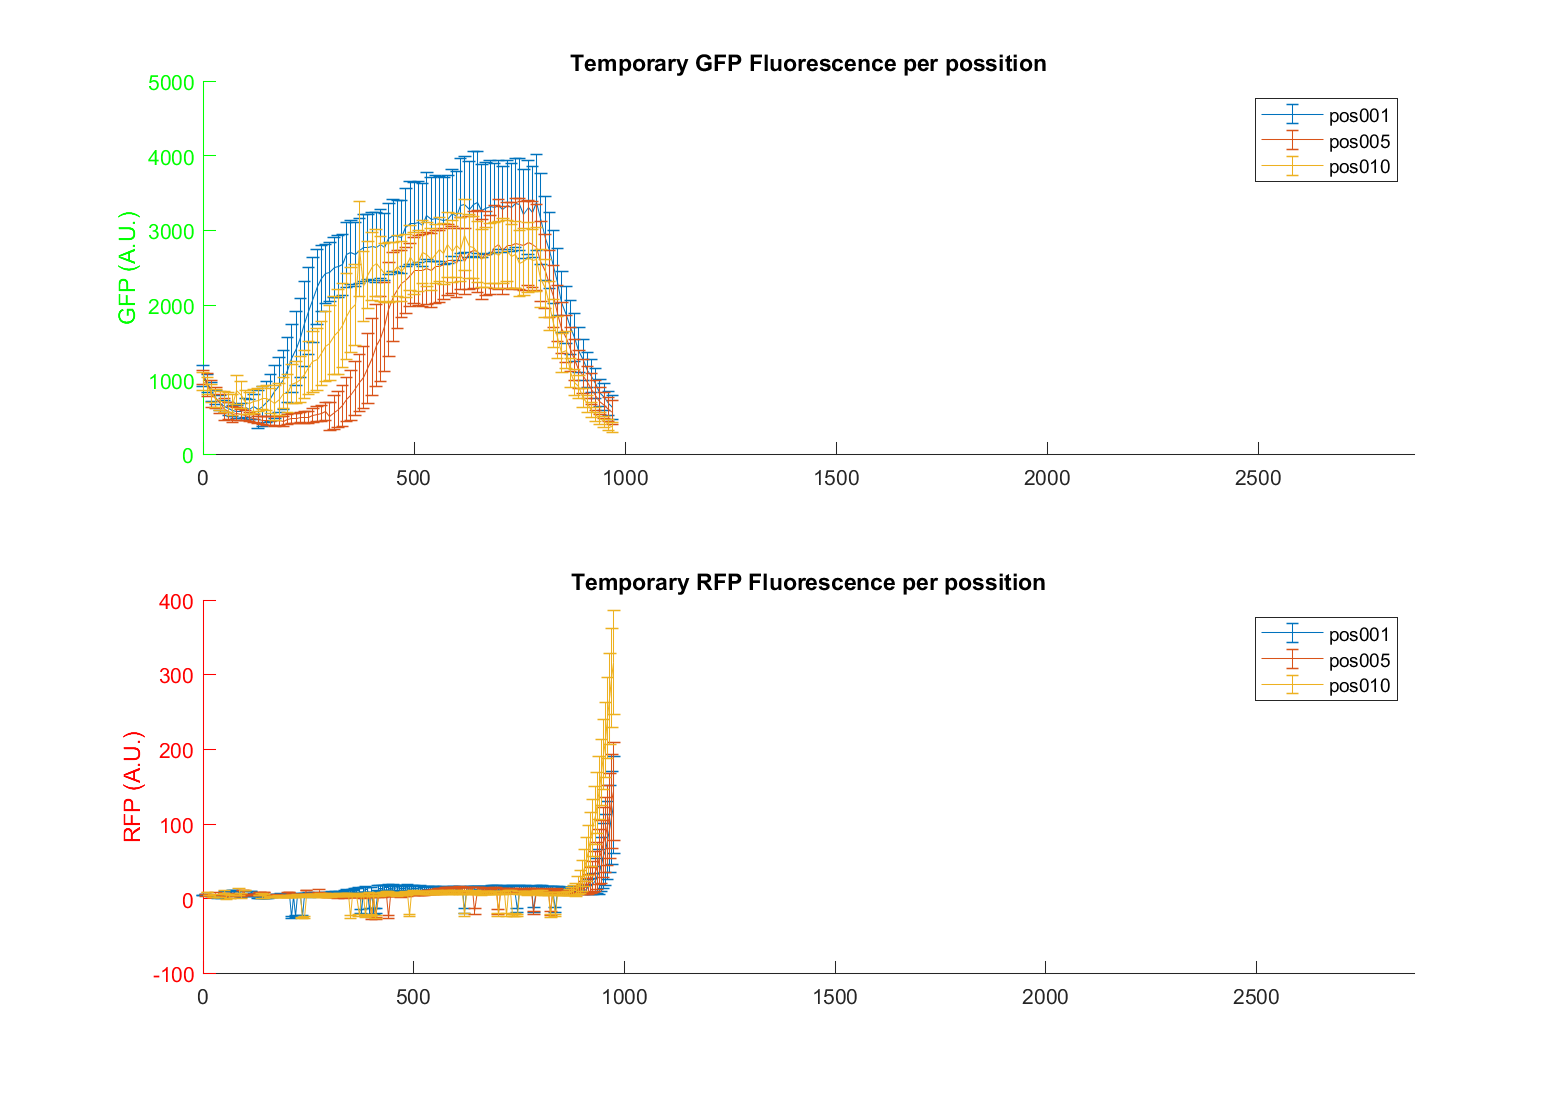 Temporary GFP Fluorescence per possition
5000
4000
3000
2000
1000
0
GFP (A.U.)
pos001
pos005
pos010
0 500 1000 1500 2000 2500
Temporary RFP Fluorescence per possition
400
300
200
100
0
-100
RFP (A.U.)
pos001
pos005
pos010
0 500 1000 1500 2000 2500